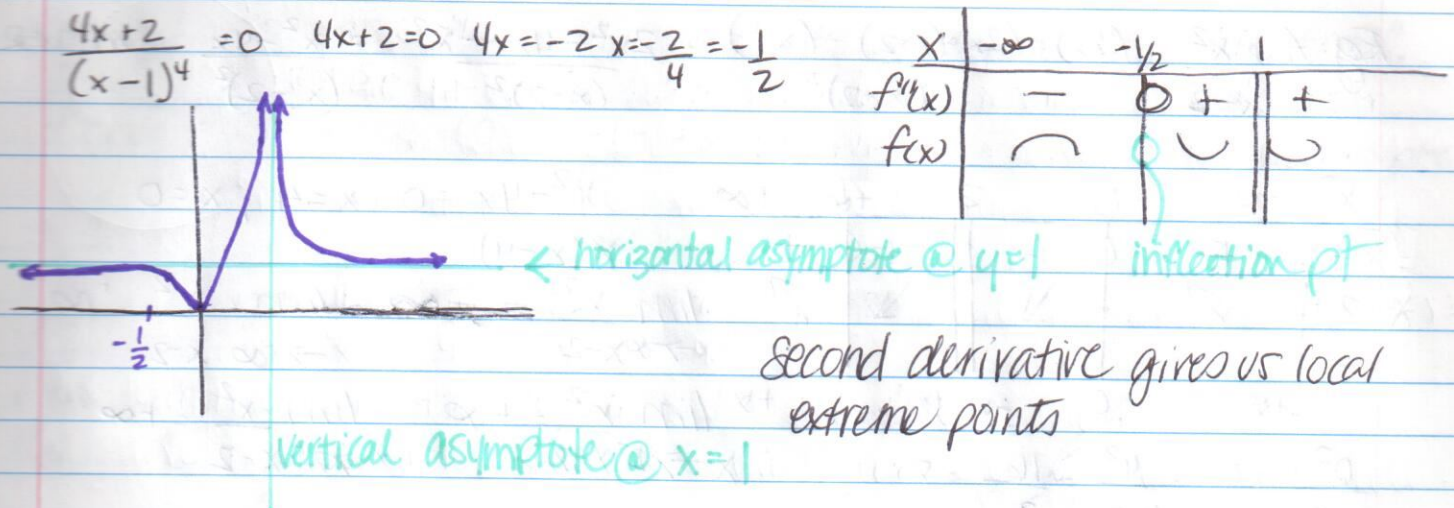 4x+2/(x-1)^4 = 0 4x+2=0 4x=-2 x=-2/4 = -1/2
x -∞ -1/2 1
f''(x) - 0 + +
f(x)
< horizontal asymptote @ y=1 inflection pt
-1/2
second derivative gives us local
extreme points
vertical asymptote @ x=1